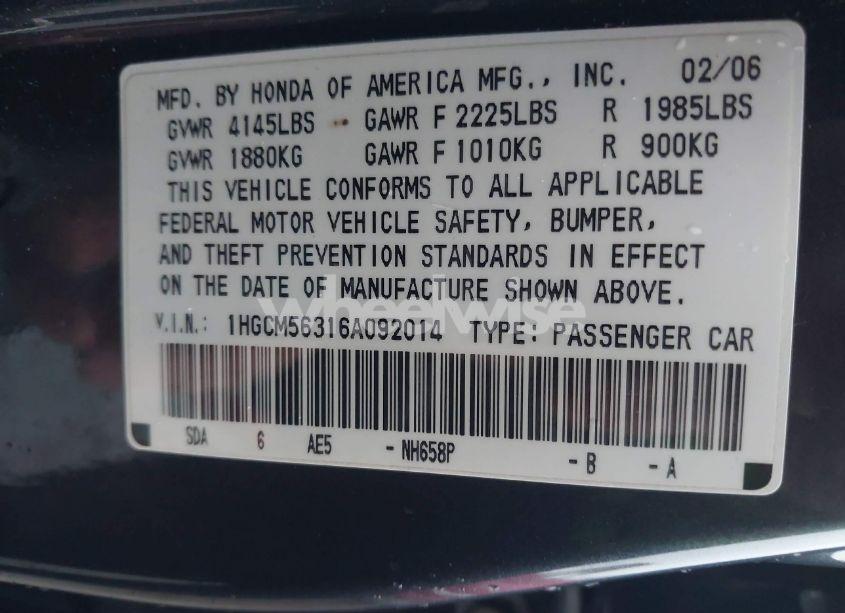 MFD. BY HONDA OF AMERICA MFG., INC. 02/06
GVWR 4145LBS GAWR F 2225LBS R 1985LBS
GVWR 1880KG GAWR F 1010KG R 900KG
THIS VEHICLE CONFORMS TO ALL APPLICABLE
FEDERAL MOTOR VEHICLE SAFETY, BUMPER,
AND THEFT PREVENTION STANDARDS IN EFFECT
ON THE DATE OF MANUFACTURE SHOWN ABOVE.
wheelwise
V.I.N.: 1HGCM56316A092014 TYPE: PASSENGER CAR
SDA 6 AE5 - NH658P - B - A